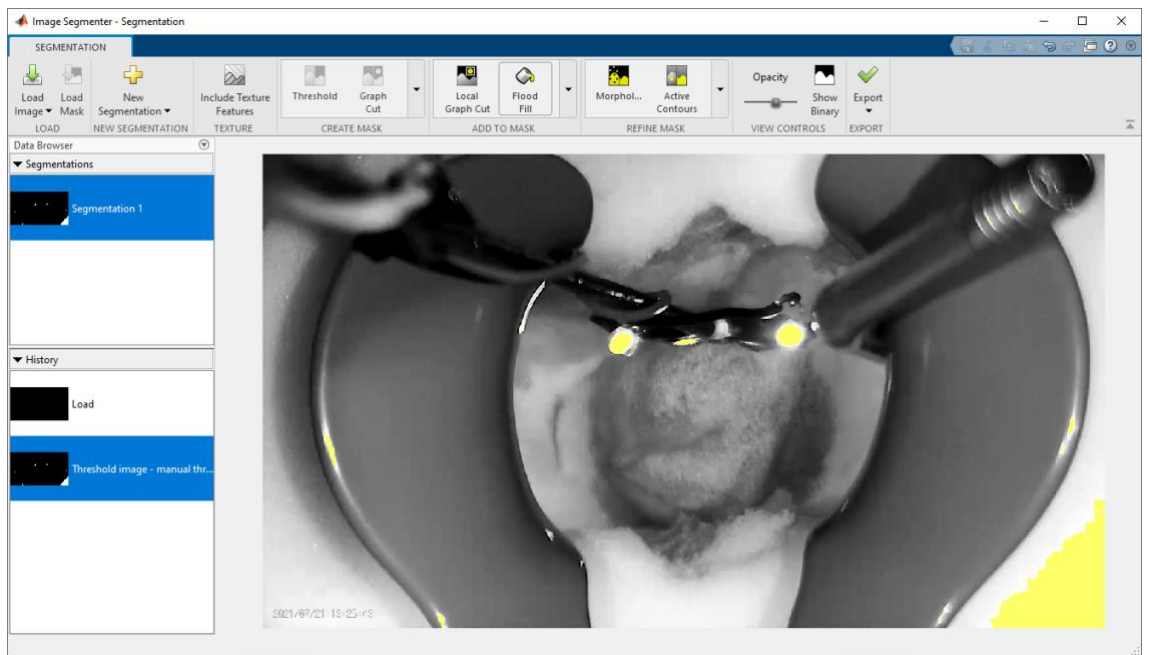 Image Segmenter - Segmentation
SEGMENTATION
Load Image
Load Mask
New Segmentation
Include Texture Features
Threshold
Graph Cut
Local Graph Cut
Flood Fill
Morphol...
Active Contours
Opacity
Show Binary
Export
LOAD
NEW SEGMENTATION
TEXTURE
CREATE MASK
ADD TO MASK
REFINE MASK
VIEW CONTROLS
EXPORT
Data Browser
Segmentations
Segmentation 1
History
Load
Threshold image - manual thr...